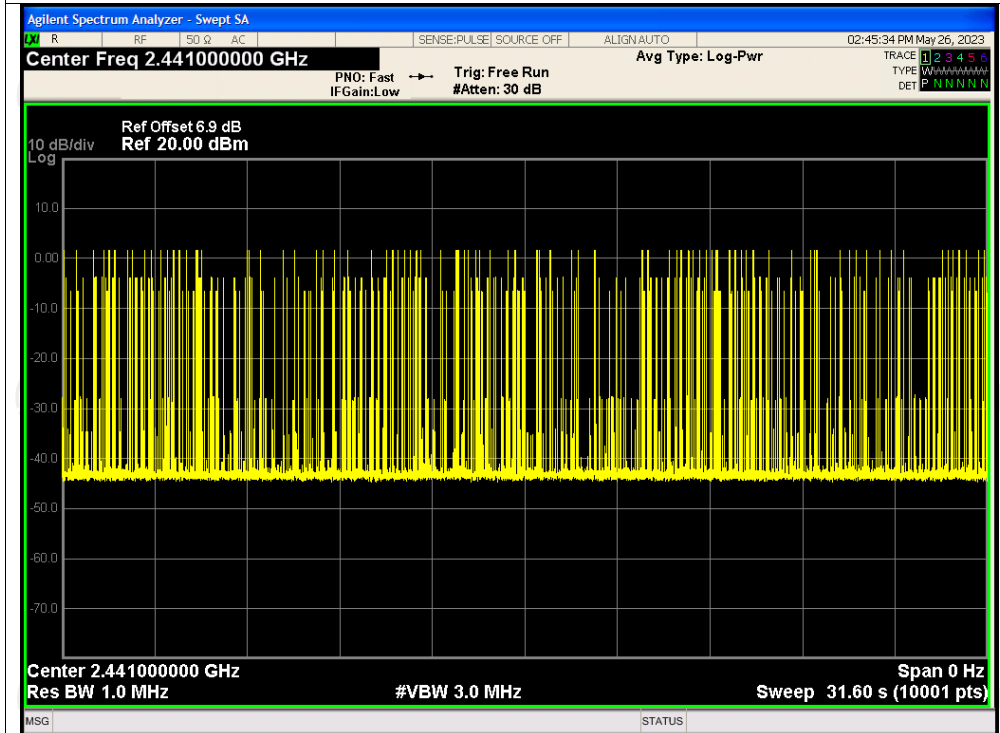 Agilent Spectrum Analyzer - Swept SA
LXI R RF 50 Ω AC SENSE:PULSE SOURCE OFF ALIGN AUTO 02:45:34 PM May 26, 2023
Center Freq 2.441000000 GHz
PNO: Fast
IFGain:Low
Trig: Free Run
#Atten: 30 dB
Avg Type: Log-Pwr
TRACE 1 2 3 4 5 6
TYPE W
DET P N N N N N
Ref Offset 6.9 dB
10 dB/div Ref 20.00 dBm
Log
10.0
0.00
-10.0
-20.0
-30.0
-40.0
-50.0
-60.0
-70.0
Center 2.441000000 GHz Span 0 Hz
Res BW 1.0 MHz #VBW 3.0 MHz Sweep 31.60 s (10001 pts)
MSG STATUS